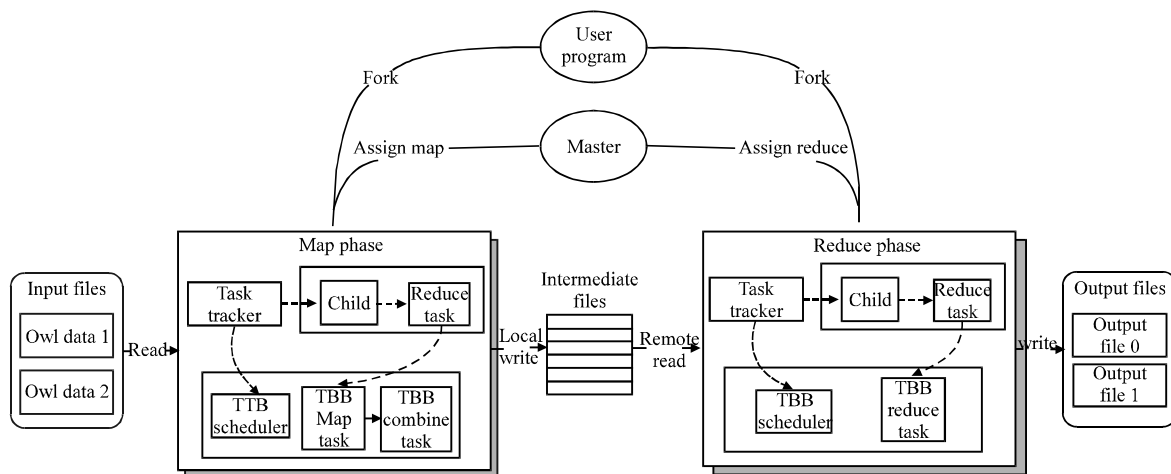 User
program
Fork
Fork
Assign map
Master
Assign reduce
Map phase
Reduce phase
Input files
Owl data 1
Owl data 2
Read
Task
tracker
Child
Reduce
task
TTB
scheduler
TBB
Map
task
TBB
combine
task
Local
write
Intermediate
files
Remote
read
Task
tracker
Child
Reduce
task
TBB
scheduler
TBB
reduce
task
write
Output files
Output
file 0
Output
file 1